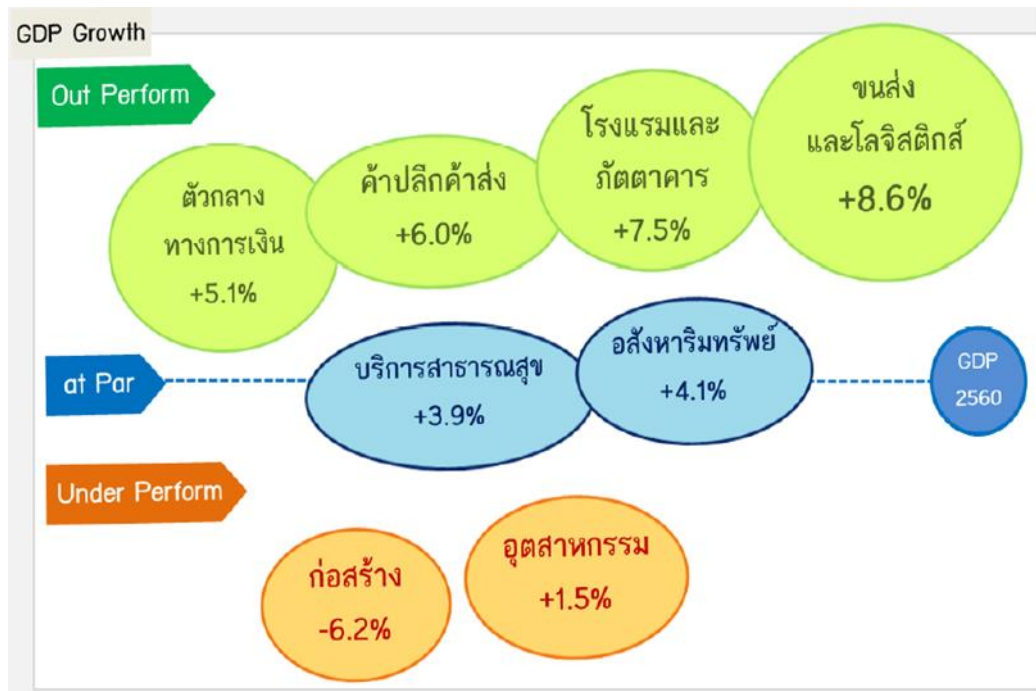 GDP Growth
Out Perform
ตัวกลาง
ทางการเงิน
+5.1%
ค้าปลีกค้าส่ง
+6.0%
โรงแรมและ
ภัตตาคาร
+7.5%
ขนส่ง
และโลจิสติกส์
+8.6%
at Par
บริการสาธารณสุข
+3.9%
อสังหาริมทรัพย์
+4.1%
GDP
2560
Under Perform
ก่อสร้าง
-6.2%
อุตสาหกรรม
+1.5%